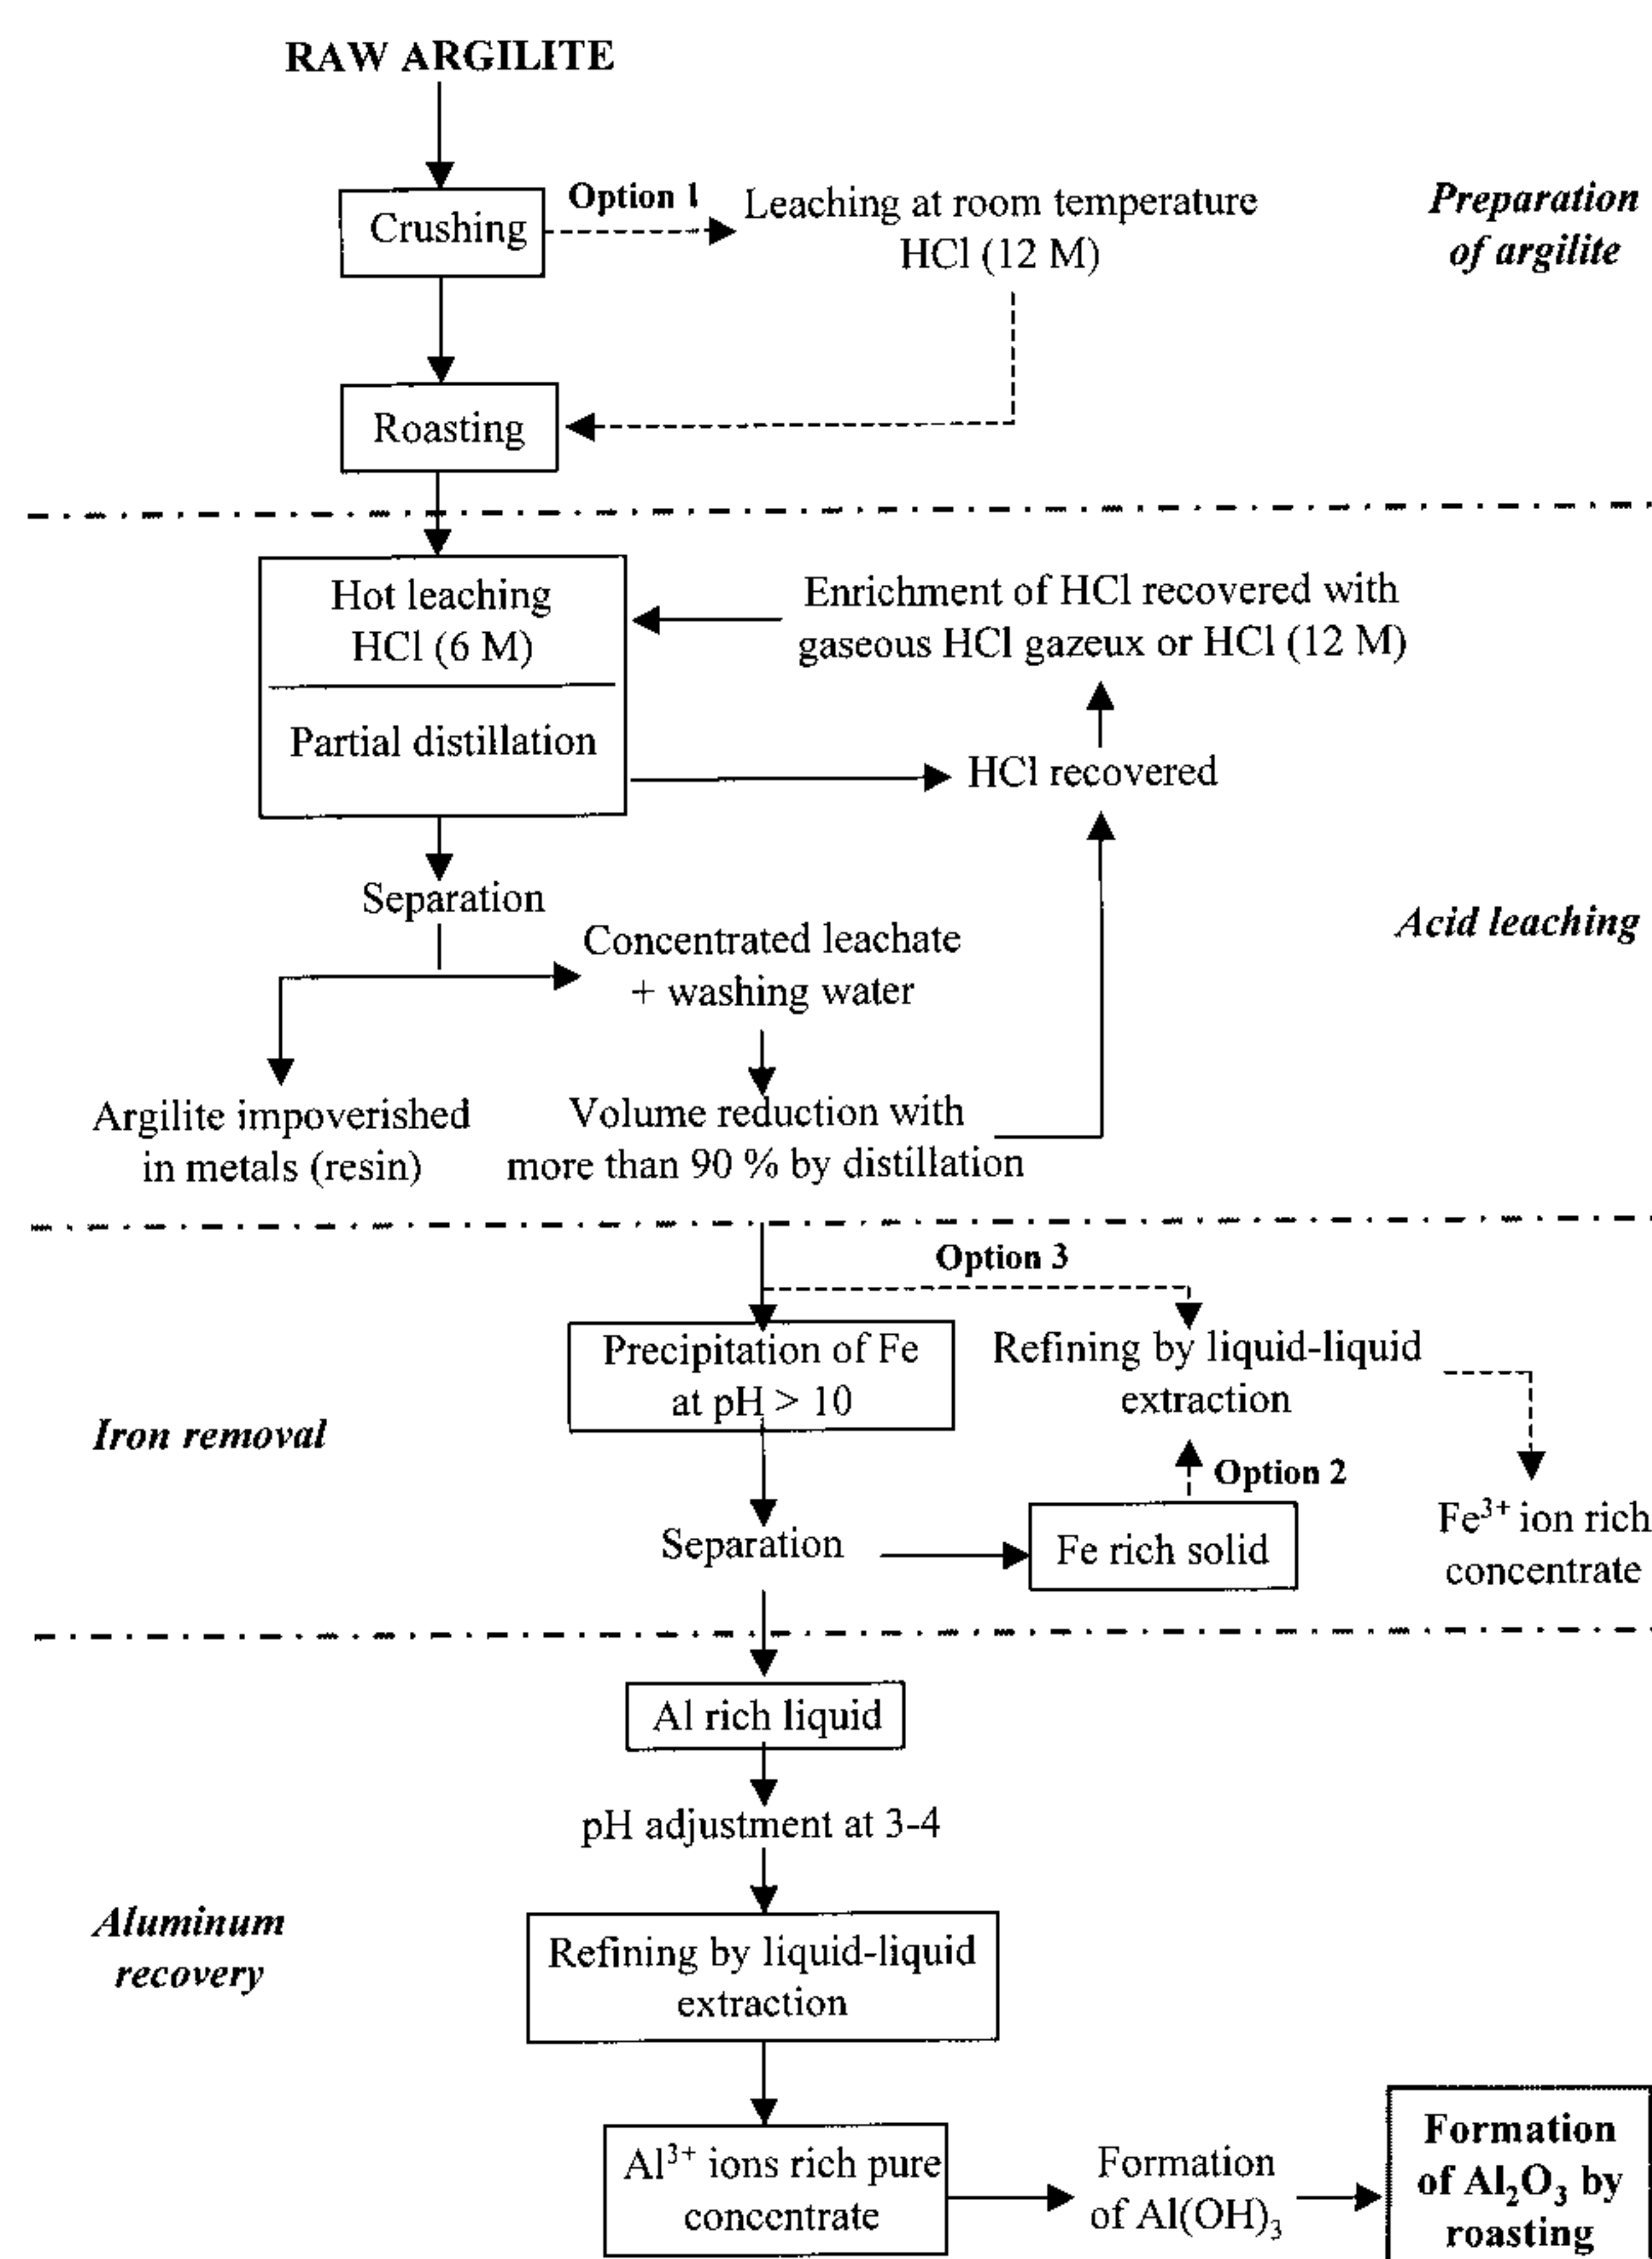 RAW ARGILITE
Crushing
Option 1
Leaching at room temperature
HCl (12 M)
Preparation
of argilite
Roasting
Hot leaching
HCl (6 M)
Partial distillation
Enrichment of HCl recovered with
gaseous HCl gazeux or HCl (12 M)
HCl recovered
Separation
Concentrated leachate
+ washing water
Acid leaching
Argilite impoverished
in metals (resin)
Volume reduction with
more than 90 % by distillation
Option 3
Precipitation of Fe
at pH > 10
Refining by liquid-liquid
extraction
Iron removal
Option 2
Separation
Fe rich solid
Fe³⁺ ion rich
concentrate
Al rich liquid
pH adjustment at 3-4
Aluminum
recovery
Refining by liquid-liquid
extraction
Al³⁺ ions rich pure
concentrate
Formation
of Al(OH)₃
Formation
of Al₂O₃ by
roasting